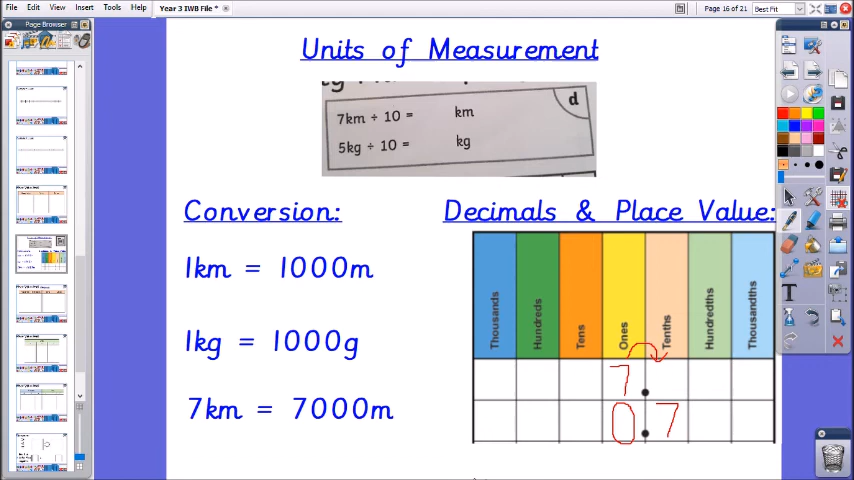 File Edit View Insert Tools Help
Year 3 IWB File *
Page 16 of 21
Best Fit
Page Browser
Units of Measurement
d
7km ÷ 10 = km
5kg ÷ 10 = kg
Conversion:
1km = 1000m
1kg = 1000g
7km = 7000m
Decimals & Place Value:
Thousands Hundreds Tens Ones Tenths Hundredths Thousandths
7 .
0 . 7
T